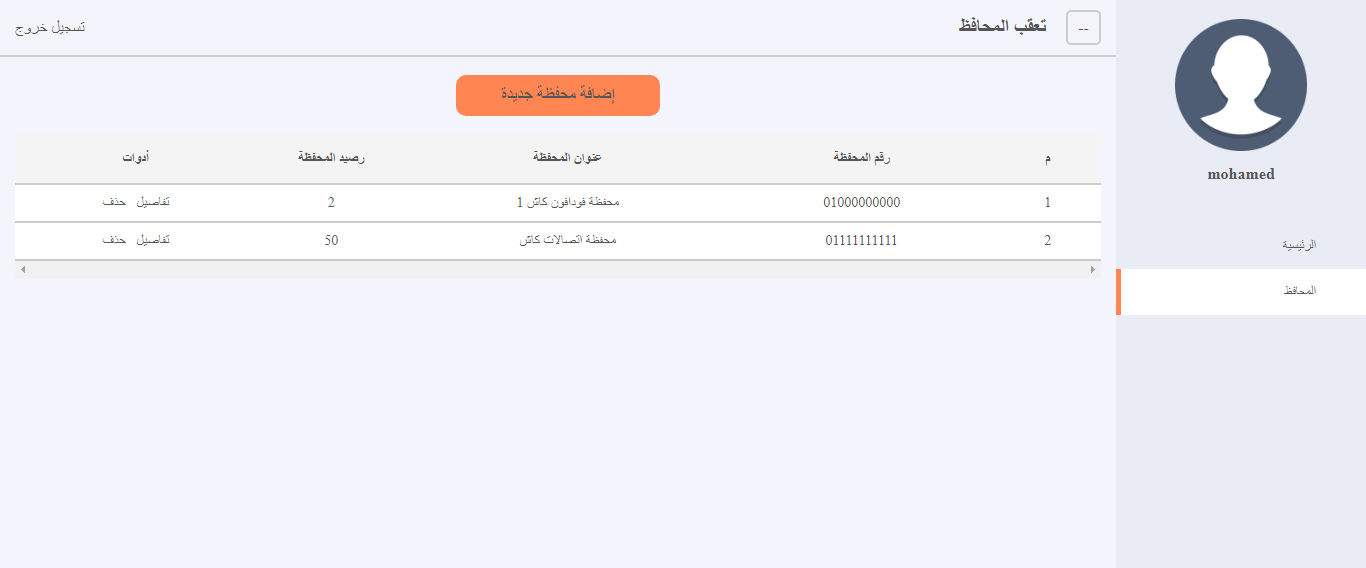 --
تعقب المحافظ
تسجيل خروج
mohamed
الرئيسية
المحافظ
إضافة محفظة جديدة
م رقم المحفظة عنوان المحفظة رصيد المحفظة أدوات
1 01000000000 محفظة فودافون كاش 1 2 تفاصيل حذف
2 01111111111 محفظة اتصالات كاش 50 تفاصيل حذف